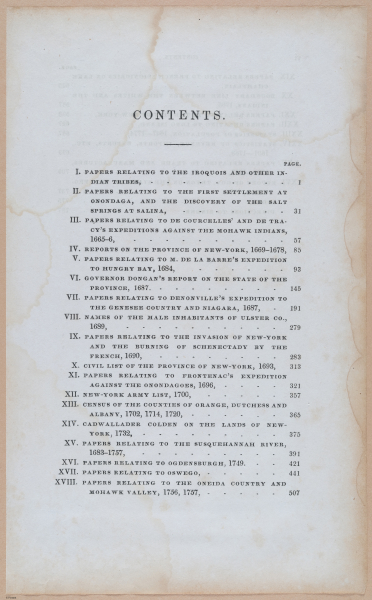 CONTENTS.
PAGE.
I. PAPERS RELATING TO THE IROQUOIS AND OTHER IN-
DIAN TRIBES, - - - - - - - - - 1
II. PAPERS RELATING TO THE FIRST SETTLEMENT AT
ONONDAGA, AND THE DISCOVERY OF THE SALT
SPRINGS AT SALINA, - - - - - - - 31
III. PAPERS RELATING TO DE COURCELLES' AND DE TRA-
CY'S EXPEDITIONS AGAINST THE MOHAWK INDIANS,
1665-6, - - - - - - - - - - 57
IV. REPORTS ON THE PROVINCE OF NEW-YORK, 1669-1678, 85
V. PAPERS RELATING TO M. DE LA BARRE'S EXPEDITION
TO HUNGRY BAY, 1684, - - - - - - 93
VI. GOVERNOR DONGAN'S REPORT ON THE STATE OF THE
PROVINCE, 1687. - - - - - - - - 145
VII. PAPERS RELATING TO DENONVILLE'S EXPEDITION TO
THE GENESEE COUNTRY AND NIAGARA, 1687, - 191
VIII. NAMES OF THE MALE INHABITANTS OF ULSTER CO.,
1689, - - - - - - - - - - 279
IX. PAPERS RELATING TO THE INVASION OF NEW-YORK
AND THE BURNING OF SCHENECTADY BY THE
FRENCH, 1690, - - - - - - - - 283
X. CIVIL LIST OF THE PROVINCE OF NEW-YORK, 1693, 313
XI. PAPERS RELATING TO FRONTENAC'S EXPEDITION
AGAINST THE ONONDAGOES, 1696, - - - - 321
XII. NEW-YORK ARMY LIST, 1700, - - - - - 357
XIII. CENSUS OF THE COUNTIES OF ORANGE, DUTCHESS AND
ALBANY, 1702, 1714, 1720, - - - - - - 365
XIV. CADWALLADER COLDEN ON THE LANDS OF NEW-
YORK, 1732, - - - - - - - - - 375
XV. PAPERS RELATING TO THE SUSQUEHANNAH RIVER,
1683-1757, - - - - - - - - - 391
XVI. PAPERS RELATING TO OGDENSBURGH, 1749. - - 421
XVII. PAPERS RELATING TO OSWEGO, - - - - - 441
XVIII. PAPERS RELATING TO THE ONEIDA COUNTRY AND
MOHAWK VALLEY, 1756, 1757, - - - - - 507